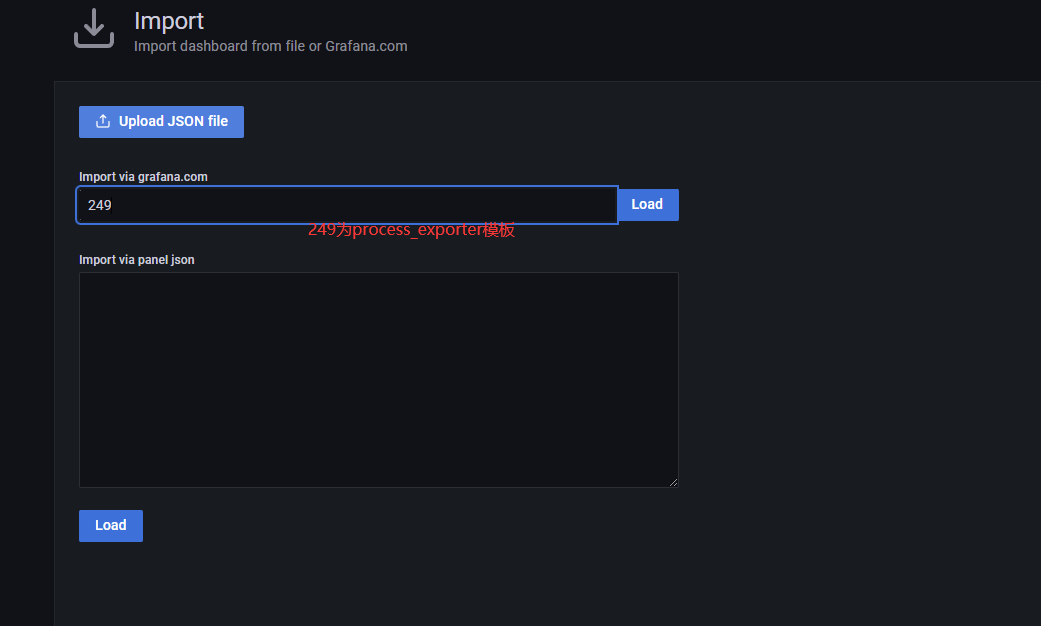 Import
Import dashboard from file or Grafana.com
Upload JSON file
Import via grafana.com
249
Load
249为process_exporter模板
Import via panel json
Load